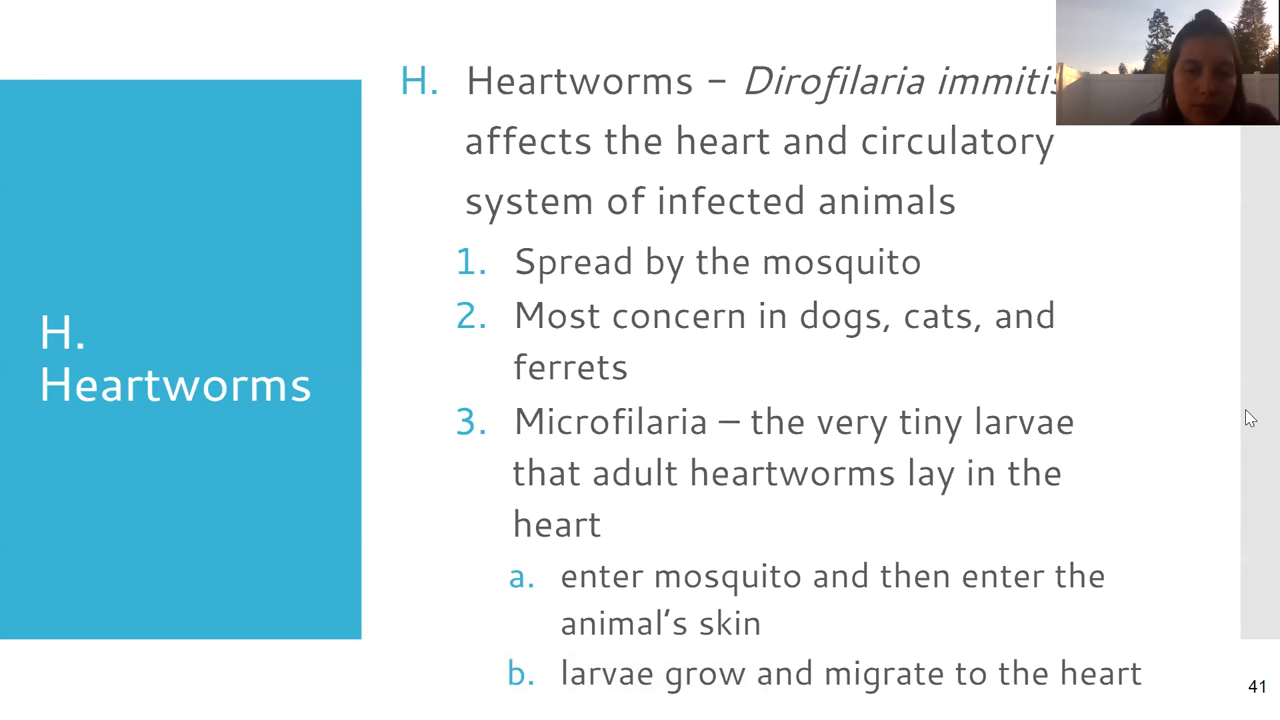 H.
Heartworms
H. Heartworms – Dirofilaria immitis
affects the heart and circulatory
system of infected animals
1. Spread by the mosquito
2. Most concern in dogs, cats, and
ferrets
3. Microfilaria – the very tiny larvae
that adult heartworms lay in the
heart
a. enter mosquito and then enter the
animal's skin
b. larvae grow and migrate to the heart
41